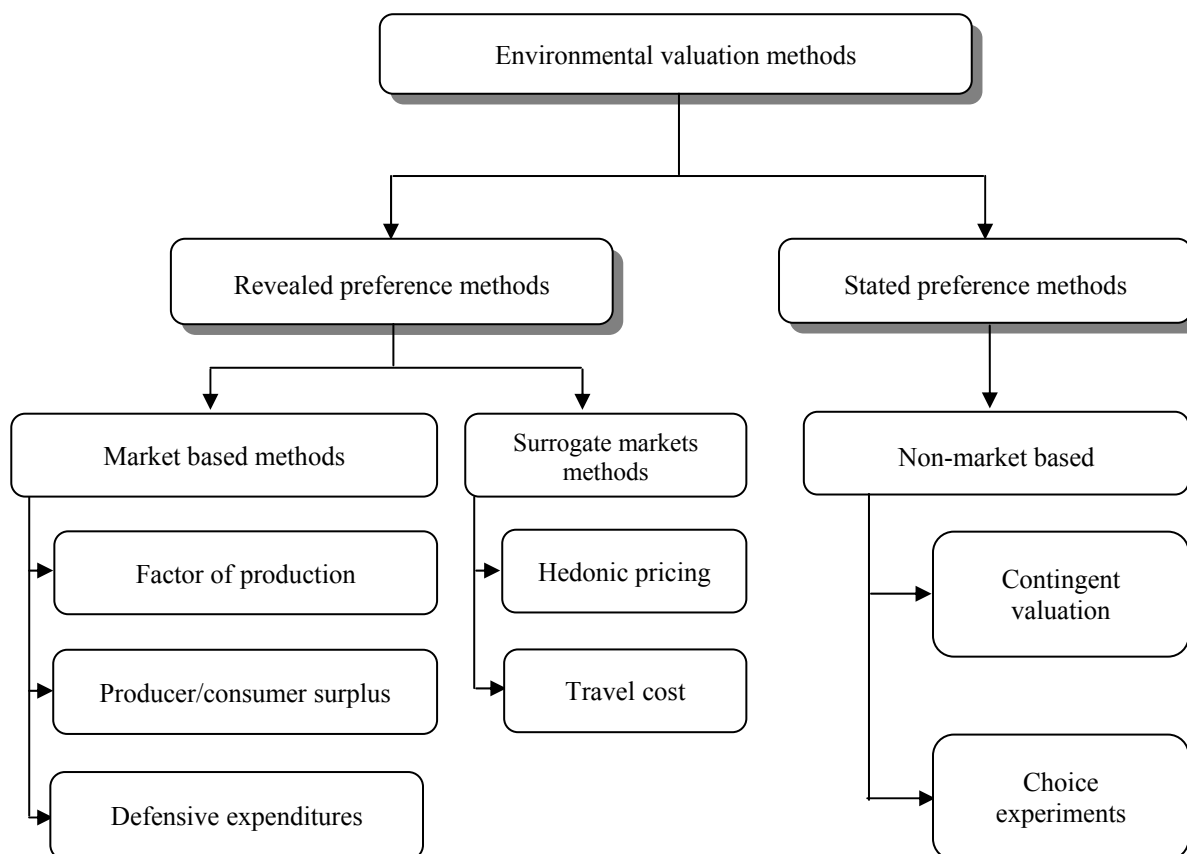 Environmental valuation methods
Revealed preference methods
Stated preference methods
Market based methods
Surrogate markets
methods
Non-market based
Factor of production
Hedonic pricing
Contingent
valuation
Producer/consumer surplus
Travel cost
Defensive expenditures
Choice
experiments